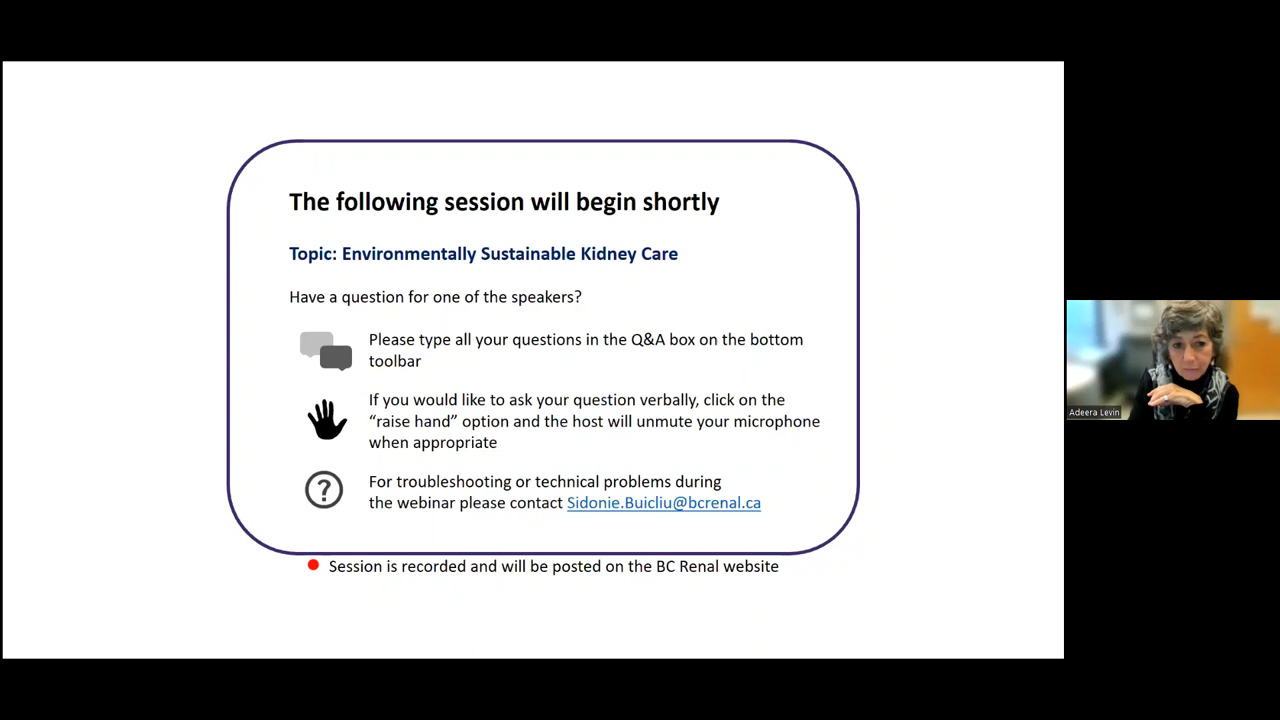 The following session will begin shortly
Topic: Environmentally Sustainable Kidney Care
Have a question for one of the speakers?
Please type all your questions in the Q&A box on the bottom
toolbar
If you would like to ask your question verbally, click on the
“raise hand” option and the host will unmute your microphone
when appropriate
?
For troubleshooting or technical problems during
the webinar please contact Sidonie.Buicliu@bcrenal.ca
Session is recorded and will be posted on the BC Renal website
Adeera Levin